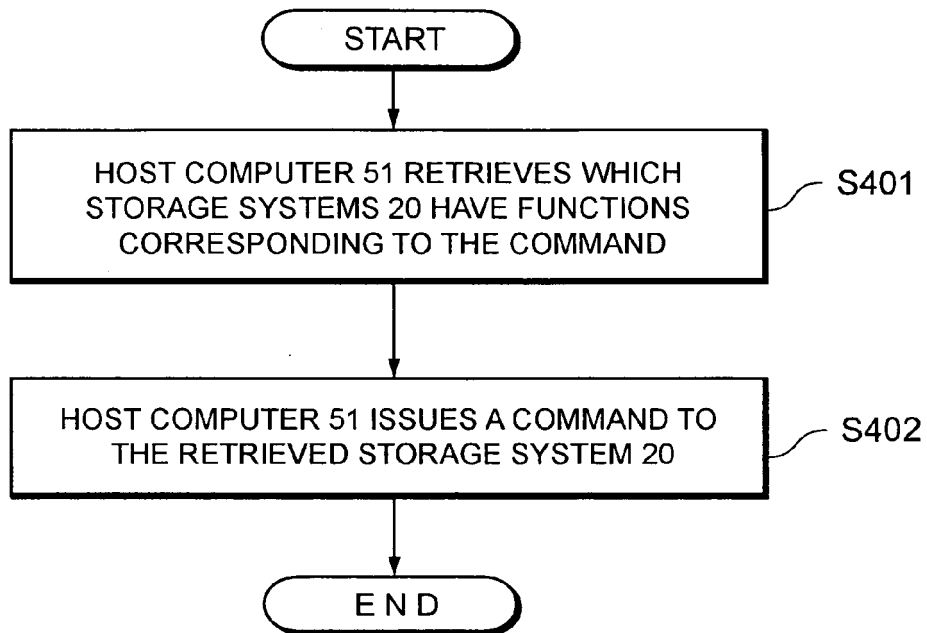 START
HOST COMPUTER 51 RETRIEVES WHICH
STORAGE SYSTEMS 20 HAVE FUNCTIONS
CORRESPONDING TO THE COMMAND
S401
HOST COMPUTER 51 ISSUES A COMMAND TO
THE RETRIEVED STORAGE SYSTEM 20
S402
END